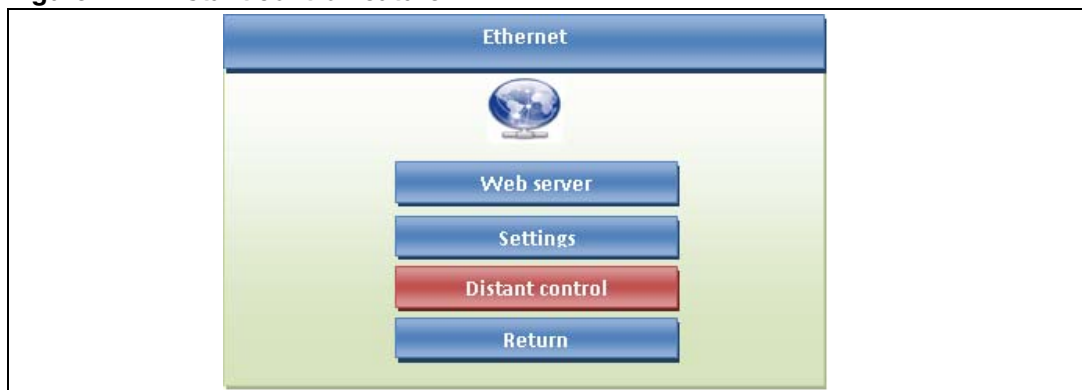 Ethernet
Web server
Settings
Distant control
Return